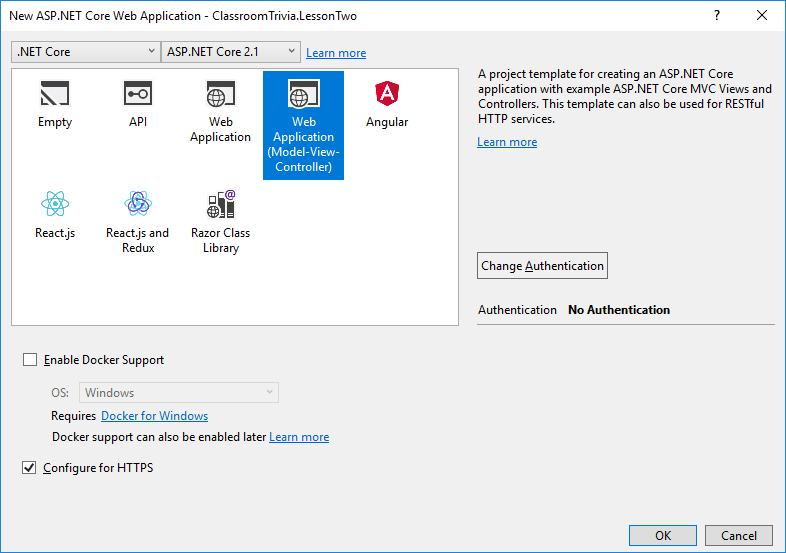 New ASP.NET Core Web Application - ClassroomTrivia.LessonTwo
.NET Core
ASP.NET Core 2.1
Learn more
Empty
API
Web
Application
Web
Application
(Model-View-
Controller)
Angular
React.js
React.js and
Redux
Razor Class
Library
A project template for creating an ASP.NET Core
application with example ASP.NET Core MVC Views and
Controllers. This template can also be used for RESTful
HTTP services.
Learn more
Change Authentication
Authentication No Authentication
Enable Docker Support
OS: Windows
Requires Docker for Windows
Docker support can also be enabled later Learn more
Configure for HTTPS
OK
Cancel